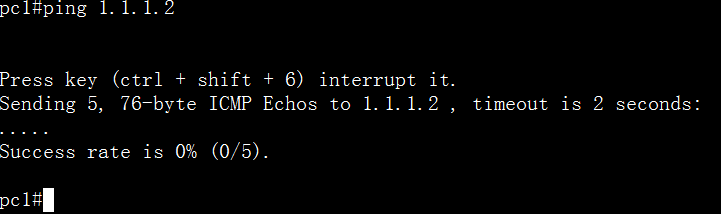 pc1#ping 1.1.1.2
Press key (ctrl + shift + 6) interrupt it.
Sending 5, 76-byte ICMP Echos to 1.1.1.2 , timeout is 2 seconds:
.....
Success rate is 0% (0/5).
pc1#